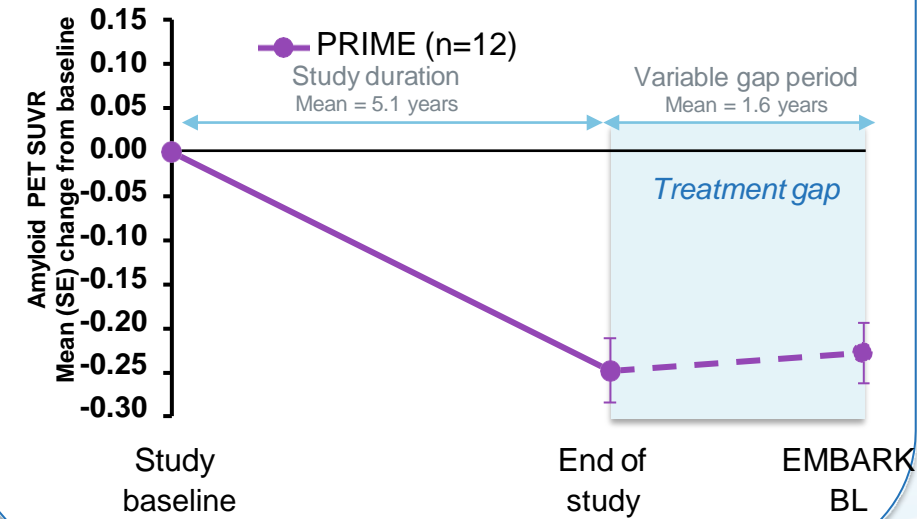 Amyloid PET SUVR
Mean (SE) change from baseline
0.15
0.10
0.05
0.00
-0.05
-0.10
-0.15
-0.20
-0.25
-0.30
PRIME (n=12)
Study duration
Mean = 5.1 years
Variable gap period
Mean = 1.6 years
Treatment gap
Study
baseline
End of
study
EMBARK
BL